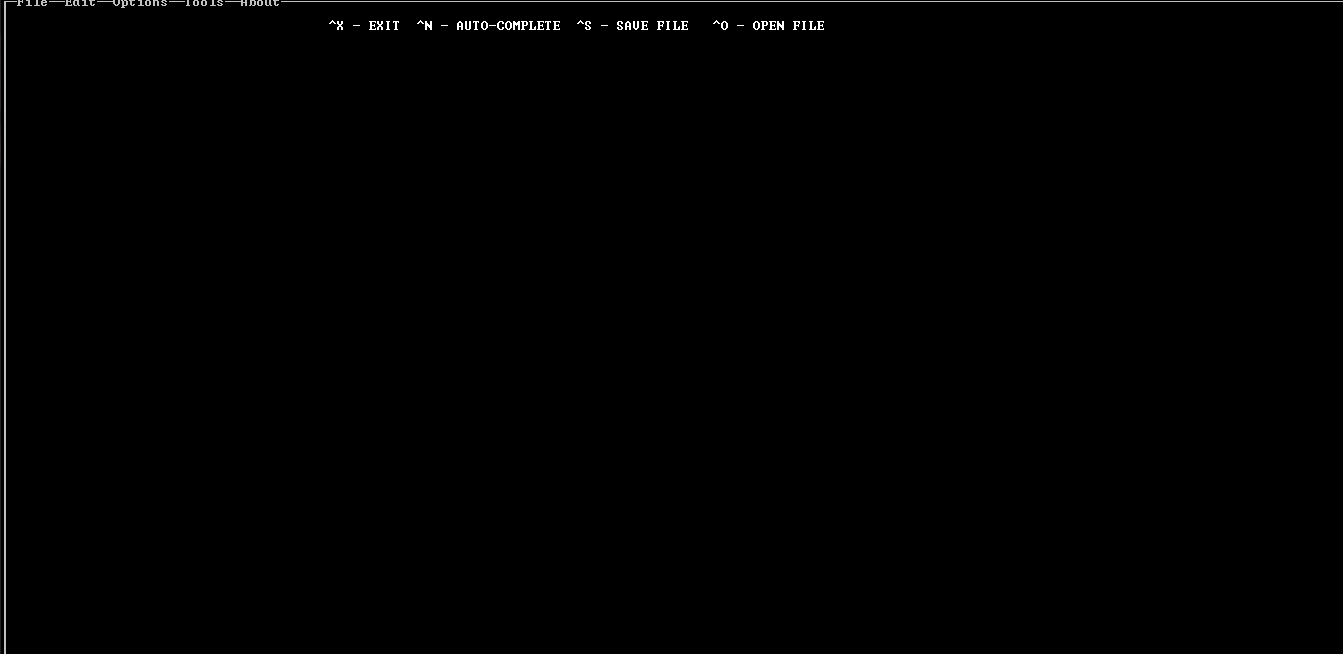 File Edit Options Tools About
^X - EXIT ^N - AUTO-COMPLETE ^S - SAVE FILE ^O - OPEN FILE